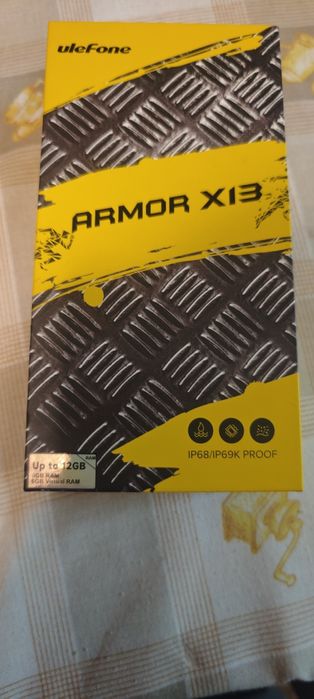 uleFone
ARMOR X13
IP68/IP69K PROOF
RAM
Up to 12GB
6GB RAM
6GB Virtual RAM